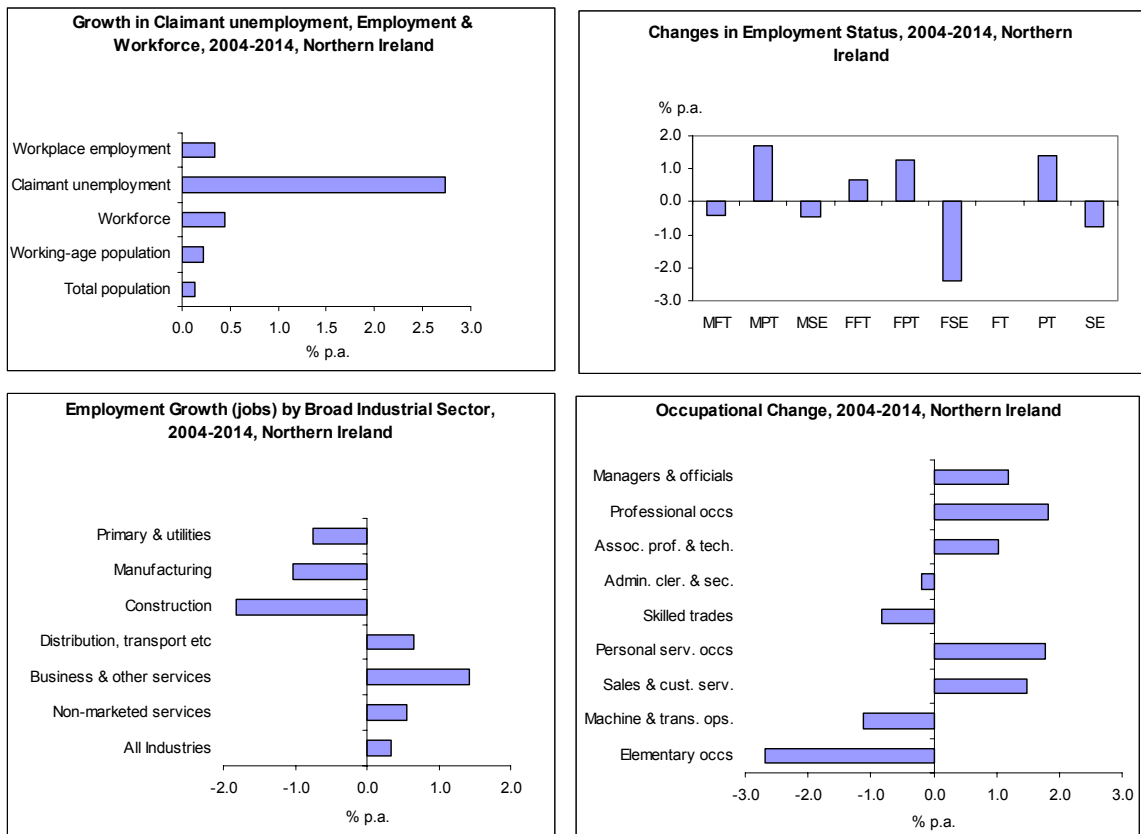 Growth in Claimant unemployment, Employment &
Workforce, 2004-2014, Northern Ireland
Workplace employment
Claimant unemployment
Workforce
Working-age population
Total population
0.0 0.5 1.0 1.5 2.0 2.5 3.0
% p.a.
Changes in Employment Status, 2004-2014, Northern
Ireland
% p.a.
2.0
1.0
0.0
-1.0
-2.0
-3.0
MFT MPT MSE FFT FPT FSE FT PT SE
Employment Growth (jobs) by Broad Industrial Sector,
2004-2014, Northern Ireland
Primary & utilities
Manufacturing
Construction
Distribution, transport etc
Business & other services
Non-marketed services
All Industries
-2.0 -1.0 0.0 1.0 2.0
% p.a.
Occupational Change, 2004-2014, Northern Ireland
Managers & officials
Professional occs
Assoc. prof. & tech.
Admin. cler. & sec.
Skilled trades
Personal serv. occs
Sales & cust. serv.
Machine & trans. ops.
Elementary occs
-3.0 -2.0 -1.0 0.0 1.0 2.0 3.0
% p.a.